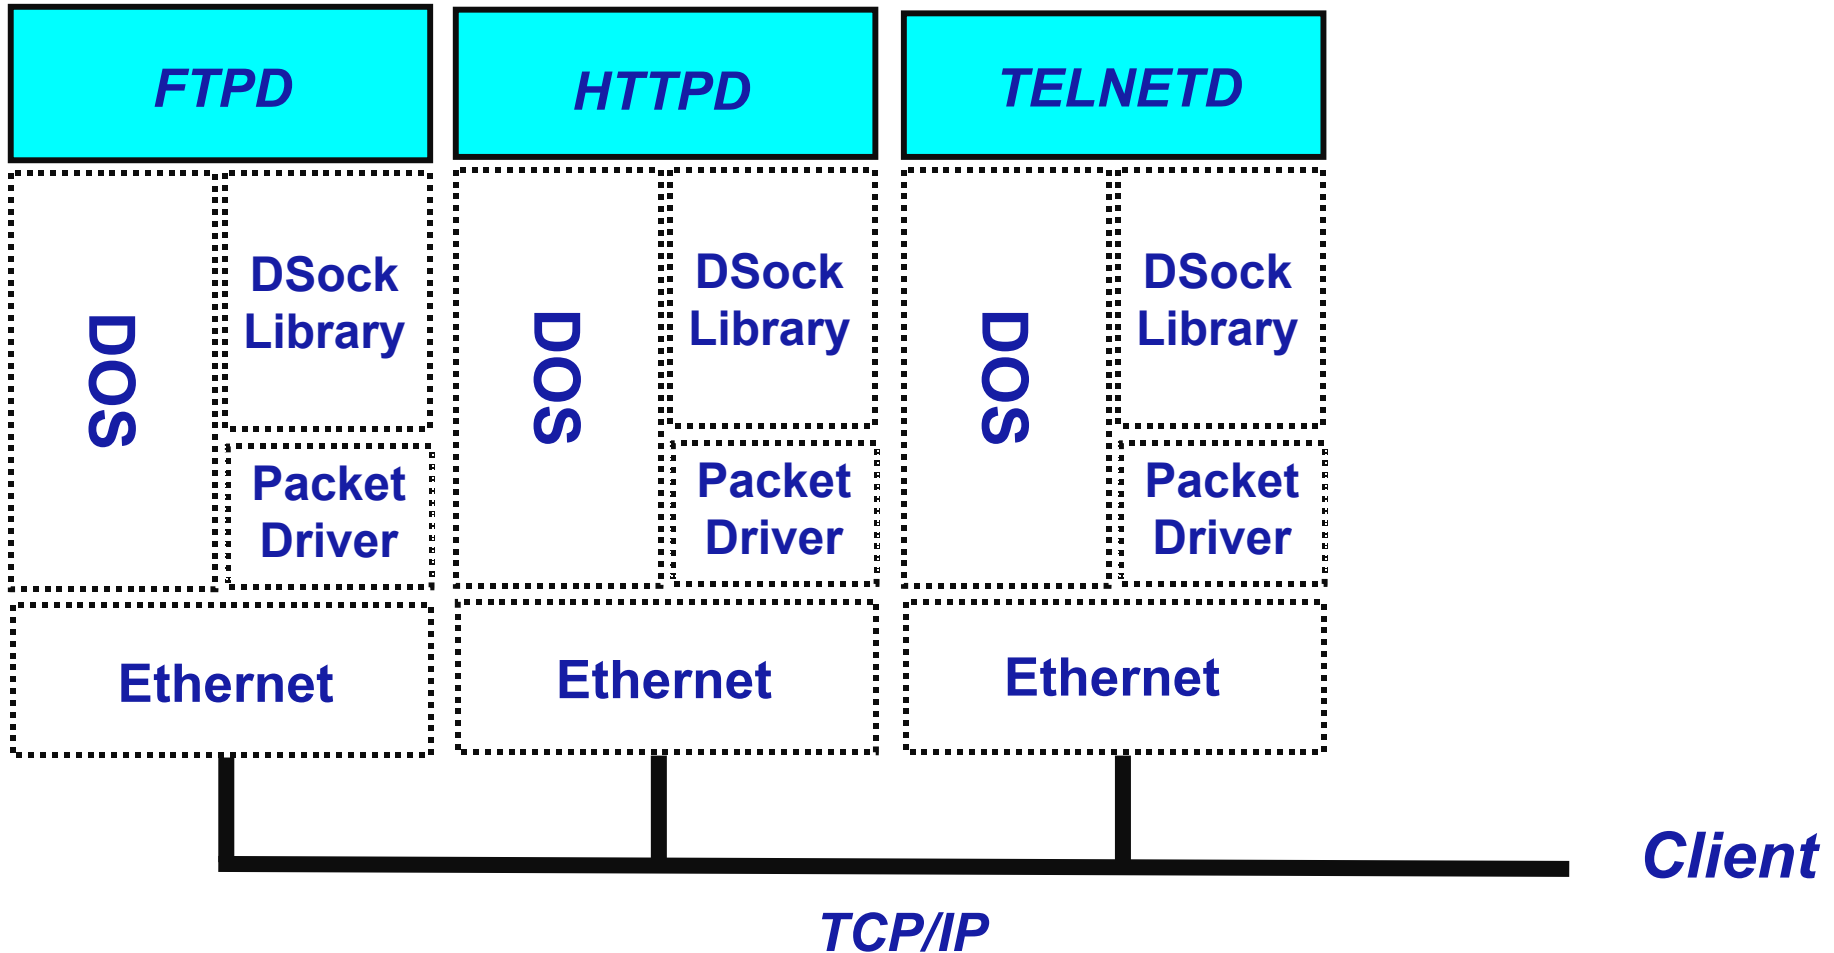 FTPD
HTTPD
TELNETD
DOS
DSock
Library
Packet
Driver
Ethernet
DOS
DSock
Library
Packet
Driver
Ethernet
DOS
DSock
Library
Packet
Driver
Ethernet
Client
TCP/IP